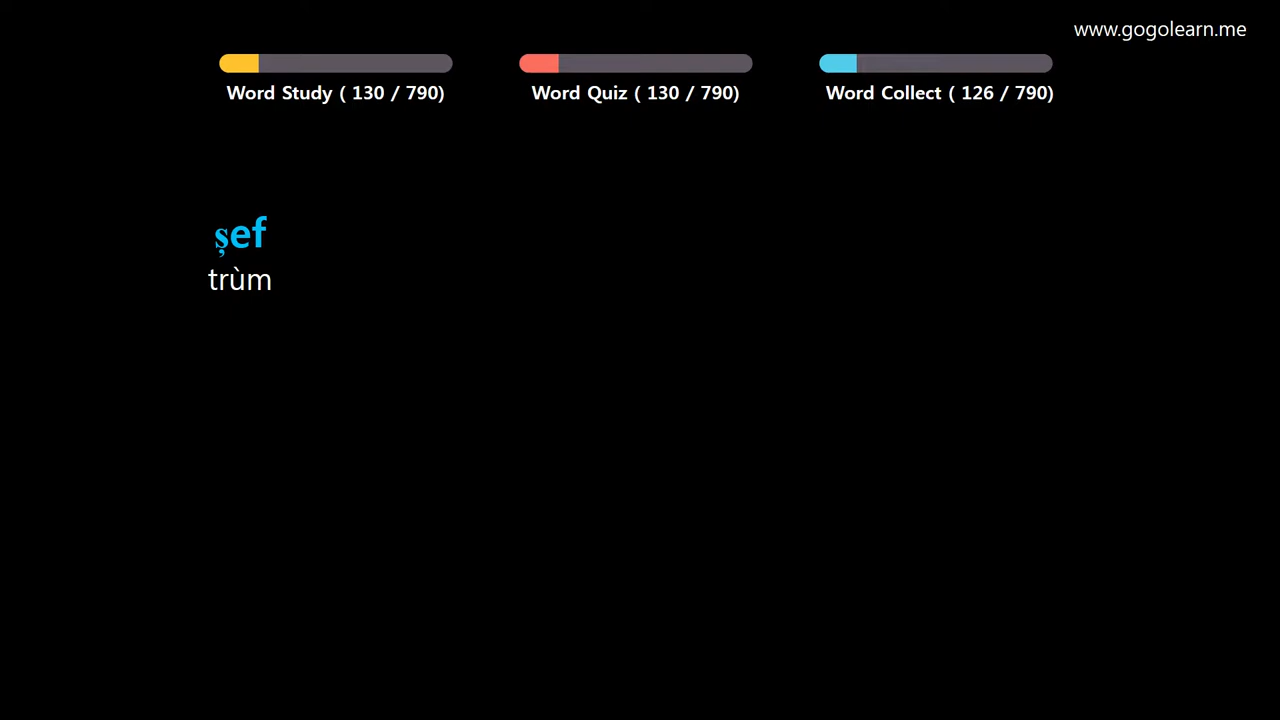 www.gogolearn.me
Word Study ( 130 / 790)
Word Quiz ( 130 / 790)
Word Collect ( 126 / 790)
șef
trùm